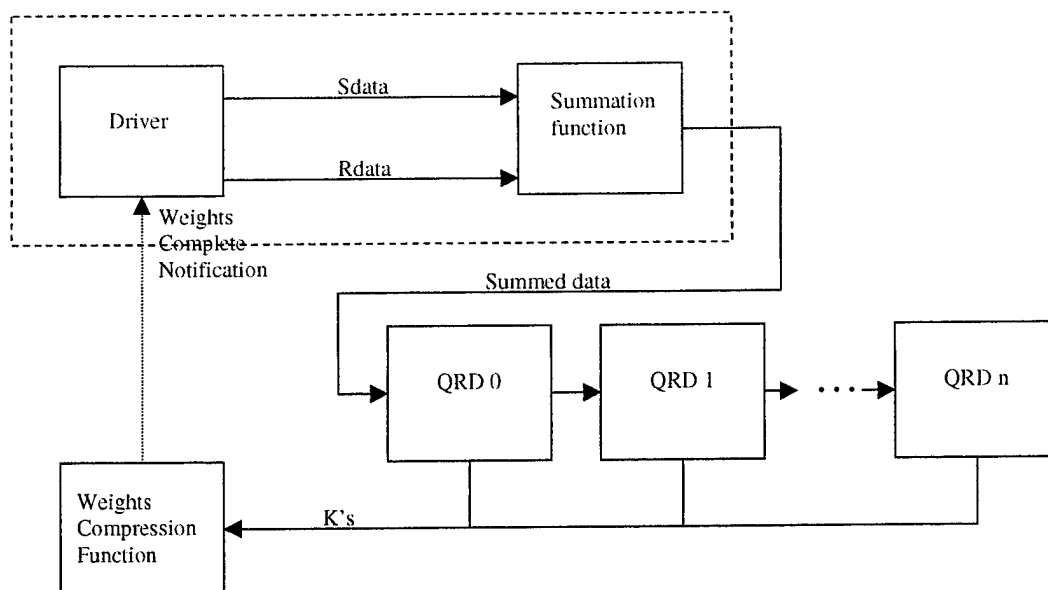 Sdata
Driver
Summation
function
Rdata
Weights
Complete
Notification
Summed data
QRD 0
QRD 1
QRD n
Weights
Compression
Function
K's